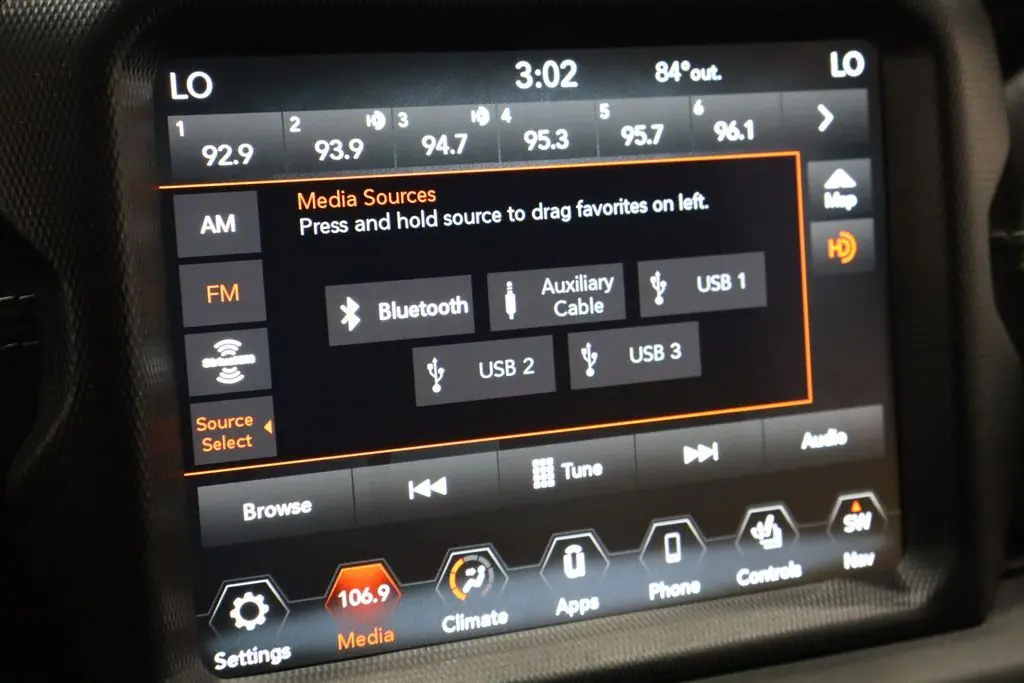 LO 3:02 84° out. LO
1 92.9 2 93.9 HD 3 94.7 HD 4 95.3 5 95.7 6 96.1
Media Sources
Press and hold source to drag favorites on left.
AM
FM
SiriusXM
Source
Select
Bluetooth
Auxiliary
Cable
USB 1
USB 2
USB 3
Map
HD
Browse
Tune
Audio
Settings
106.9
Media
Climate
Apps
Phone
Controls
SW
Nav